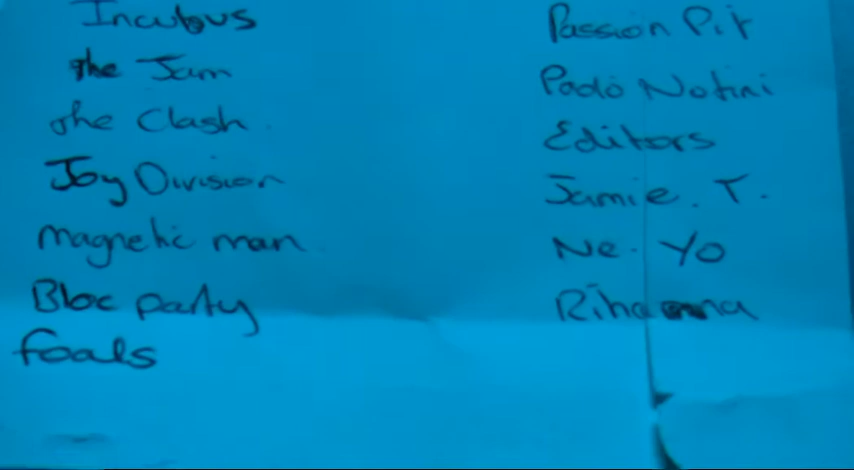 Incubus
The Jam
The Clash
Joy Division
Magnetic man
Bloc party
foals
Passion Pit
Paolo Nutini
Editors
Jamie. T.
Ne. Yo
Rihanna